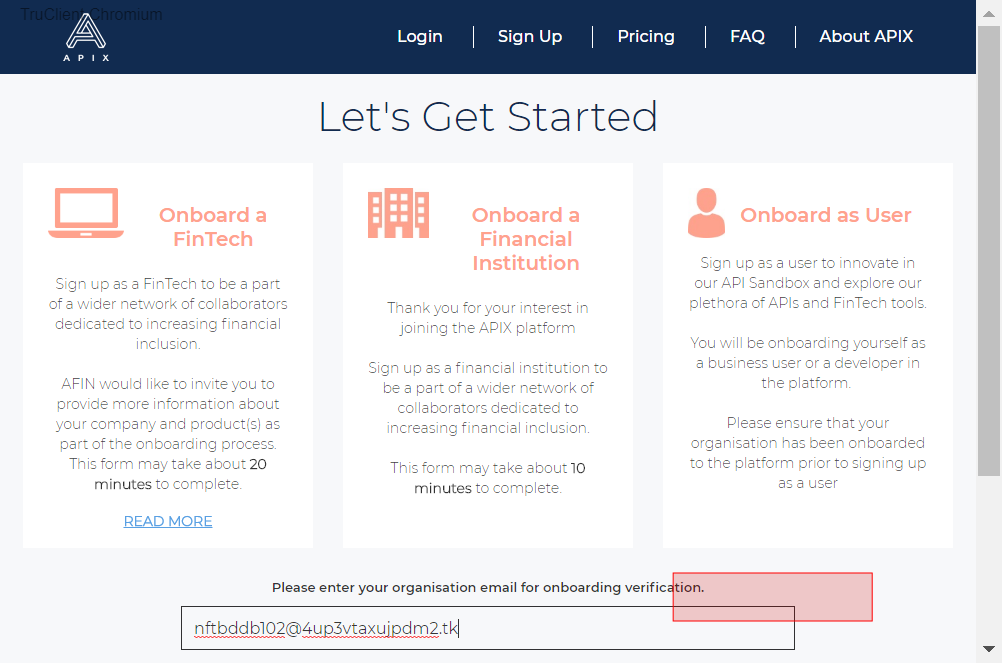 TruClient Chromium
APIX
Login
Sign Up
Pricing
FAQ
About APIX
Let's Get Started
Onboard a
FinTech
Sign up as a FinTech to be a part
of a wider network of collaborators
dedicated to increasing financial
inclusion.
AFIN would like to invite you to
provide more information about
your company and product(s) as
part of the onboarding process.
This form may take about 20
minutes to complete.
READ MORE
Onboard a
Financial
Institution
Thank you for your interest in
joining the APIX platform
Sign up as a financial institution to
be a part of a wider network of
collaborators dedicated to
increasing financial inclusion.
This form may take about 10
minutes to complete.
Onboard as User
Sign up as a user to innovate in
our API Sandbox and explore our
plethora of APIs and FinTech tools.
You will be onboarding yourself as
a business user or a developer in
the platform.
Please ensure that your
organisation has been onboarded
to the platform prior to signing up
as a user
Please enter your organisation email for onboarding verification.
nftbddb102@4up3vtaxujpdm2.tk